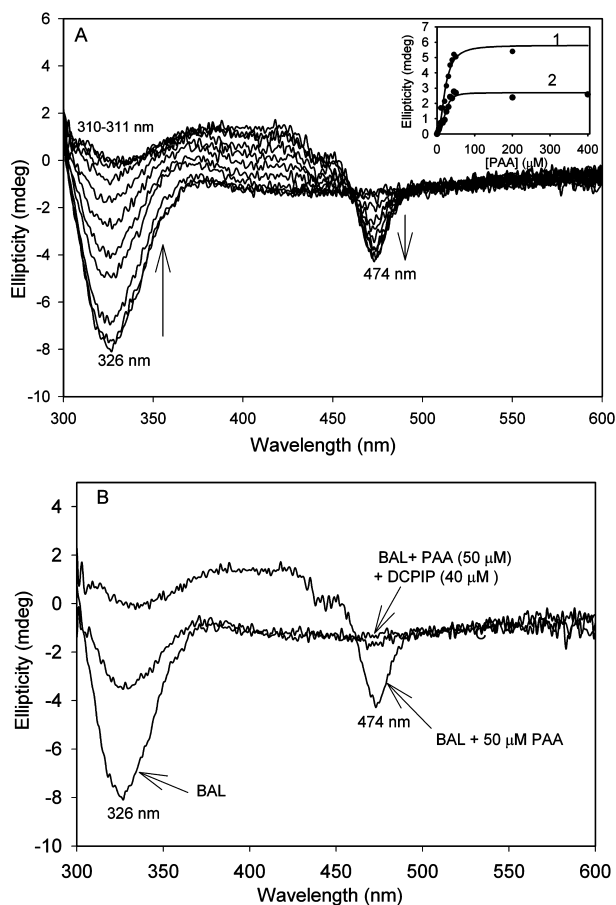 A
6
4
2
0
-2
-4
-6
-8
-10
Ellipticity (mdeg)
310-311 nm
326 nm
474 nm
300 350 400 450 500 550 600
Wavelength (nm)
6
5
4
3
2
1
0
Ellipticity (mdeg)
1
2
0 100 200 300 400
[PAA] (μM)
B
4
2
0
-2
-4
-6
-8
-10
Ellipticity (mdeg)
BAL+ PAA (50 μM)
+ DCPIP (40 μM )
474 nm
BAL + 50 μM PAA
BAL
326 nm
300 350 400 450 500 550 600
Wavelength (nm)